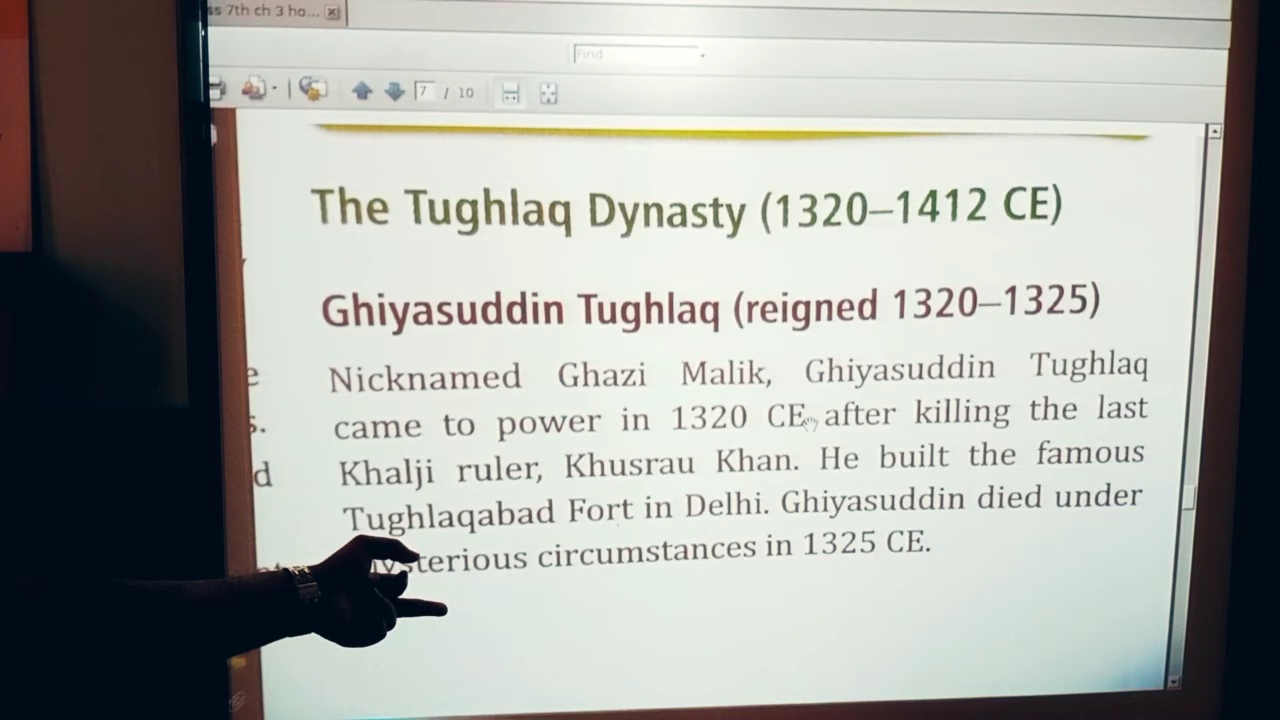 ss 7th ch 3 ho...
Find
7 / 10
The Tughlaq Dynasty (1320–1412 CE)
Ghiyasuddin Tughlaq (reigned 1320–1325)
e
Nicknamed Ghazi Malik, Ghiyasuddin Tughlaq
s.
came to power in 1320 CE after killing the last
d
Khalji ruler, Khusrau Khan. He built the famous
Tughlaqabad Fort in Delhi. Ghiyasuddin died under
mysterious circumstances in 1325 CE.